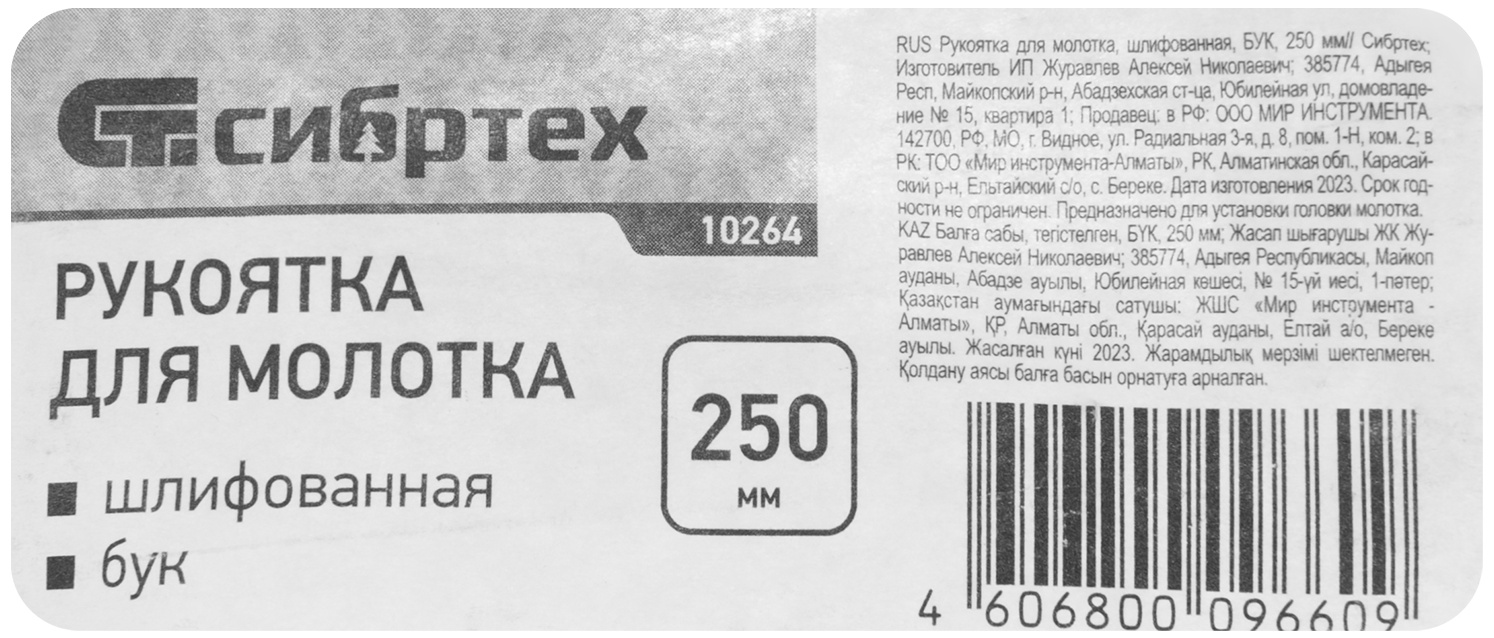 сибртех
10264
РУКОЯТКА
ДЛЯ МОЛОТКА
шлифованная
бук
250
мм
RUS Рукоятка для молотка, шлифованная, БУК, 250 мм// Сибртех;
Изготовитель ИП Журавлев Алексей Николаевич; 385774, Адыгея
Респ, Майкопский р-н, Абадзехская ст-ца, Юбилейная ул, домовладе-
ние № 15, квартира 1; Продавец: в РФ: ООО МИР ИНСТРУМЕНТА.
142700, РФ, МО, г. Видное, ул. Радиальная 3-я, д. 8, пом. 1-Н, ком. 2; в
РК: ТОО «Мир инструмента-Алматы», РК, Алматинская обл., Карасай-
ский р-н, Ельтайский с/о, с. Береке. Дата изготовления 2023. Срок год-
ности не ограничен. Предназначено для установки головки молотка.
KAZ Балға сабы, тегістелген, БҮК, 250 мм; Жасап шығарушы ЖК Жу-
равлев Алексей Николаевич; 385774, Адыгея Республикасы, Майкоп
ауданы, Абадзе ауылы, Юбилейная көшесі, № 15-үй иесі, 1-пәтер;
Қазақстан аумағындағы сатушы: ЖШС «Мир инструмента -
Алматы», ҚР, Алматы обл., Қарасай ауданы, Елтай а/о, Береке
ауылы. Жасалған күні 2023. Жарамдылық мерзімі шектелмеген.
Қолдану аясы балға басын орнатуға арналған.
4 606800 096609